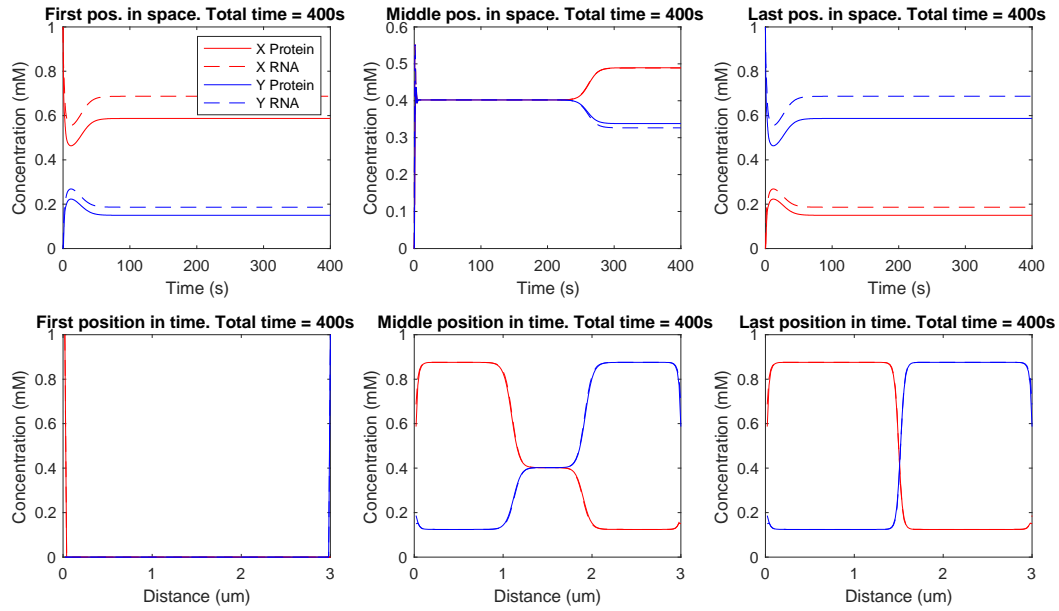 First pos. in space. Total time = 400s
Concentration (mM)
1
0.8
0.6
0.4
0.2
0
X Protein
X RNA
Y Protein
Y RNA
0 100 200 300 400
Time (s)
Middle pos. in space. Total time = 400s
Concentration (mM)
0.6
0.5
0.4
0.3
0.2
0.1
0
0 100 200 300 400
Time (s)
Last pos. in space. Total time = 400s
Concentration (mM)
1
0.8
0.6
0.4
0.2
0
0 100 200 300 400
Time (s)
First position in time. Total time = 400s
Concentration (mM)
1
0.8
0.6
0.4
0.2
0
0 1 2 3
Distance (um)
Middle position in time. Total time = 400s
Concentration (mM)
1
0.8
0.6
0.4
0.2
0
0 1 2 3
Distance (um)
Last position in time. Total time = 400s
Concentration (mM)
1
0.8
0.6
0.4
0.2
0
0 1 2 3
Distance (um)